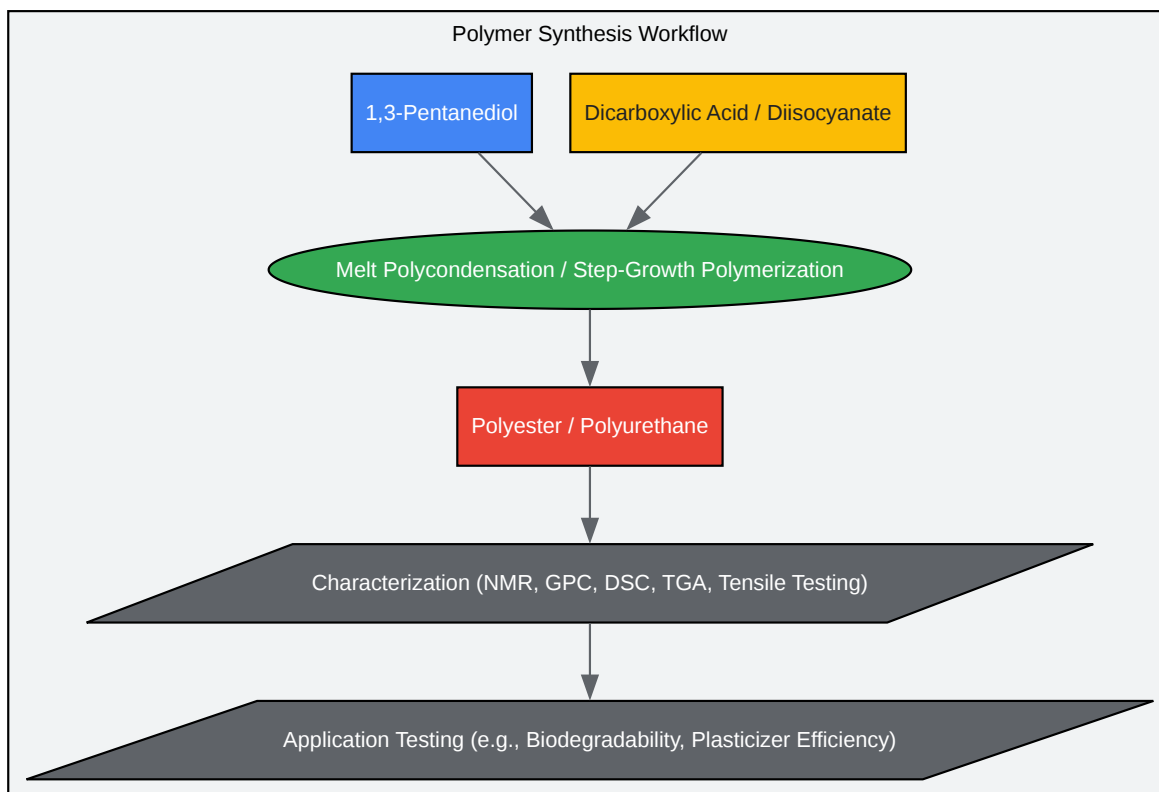 Polymer Synthesis Workflow
1,3-Pentanediol
Dicarboxylic Acid / Diisocyanate
Melt Polycondensation / Step-Growth Polymerization
Polyester / Polyurethane
Characterization (NMR, GPC, DSC, TGA, Tensile Testing)
Application Testing (e.g., Biodegradability, Plasticizer Efficiency)